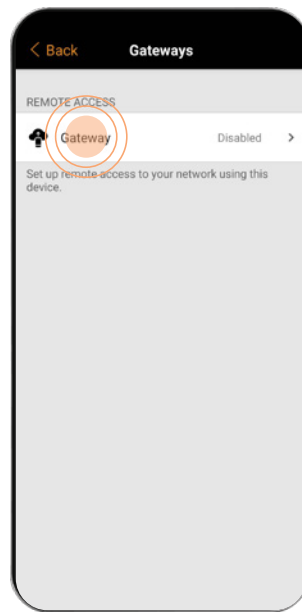 Back Gateways
REMOTE ACCESS
Gateway Disabled
Set up remote access to your network using this
device.